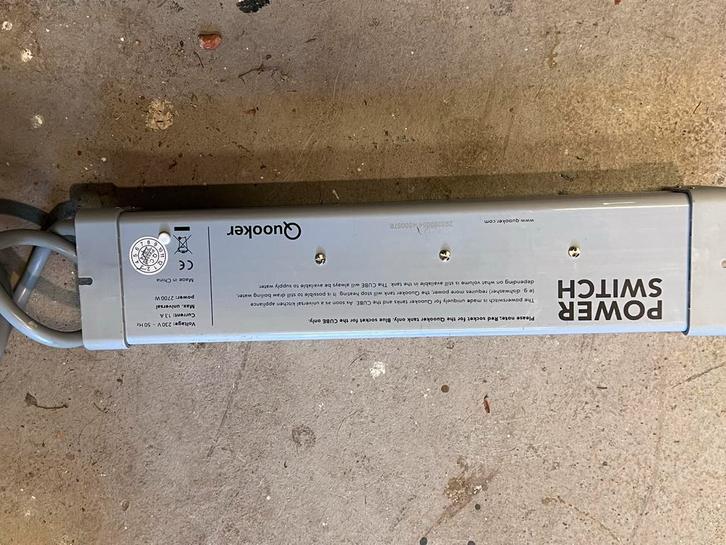 POWER
SWITCH
Please note: Red socket for the Quooker tank only. Blue socket for the CUBE only.
The powerswitch is made uniquely for Quooker tanks and the CUBE. As soon as a universal kitchen appliance
(e.g. dishwasher) requires more power, the Quooker tank will stop heating. It is possible to still draw boiling water,
depending on what volume is still available in the tank. The CUBE will always be available to supply water.
www.quooker.com
Quooker
Voltage: 230 V ~ 50 Hz
Current: 13 A
Max. universal
power: 2700 W
Made in China
CE